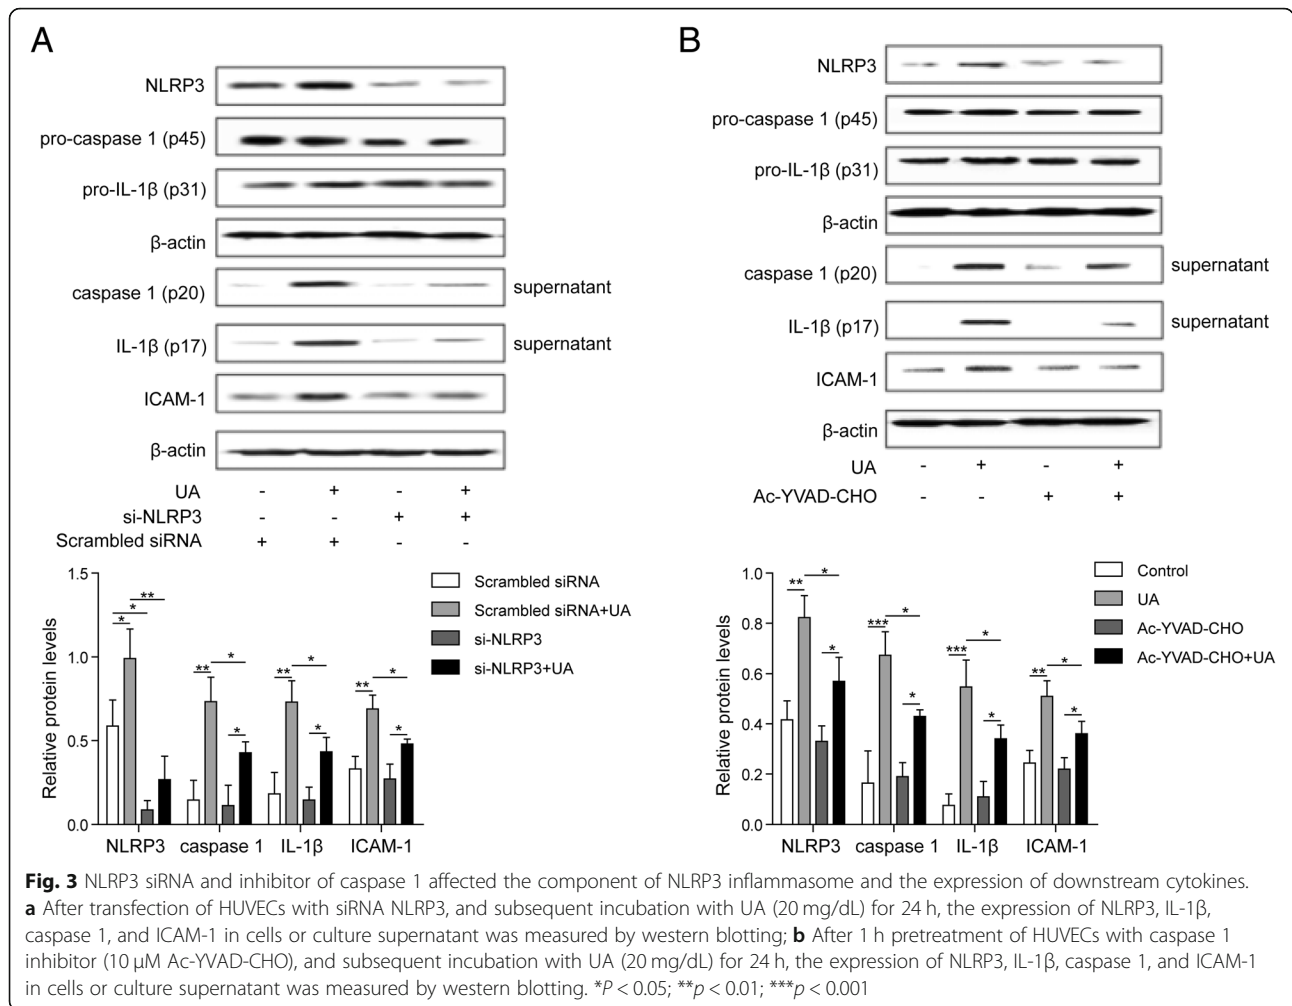 A
NLRP3
pro-caspase 1 (p45)
pro-IL-1β (p31)
β-actin
caspase 1 (p20) supernatant
IL-1β (p17) supernatant
ICAM-1
β-actin
UA - + - +
si-NLRP3 - - + +
Scrambled siRNA + + - -
Relative protein levels
1.5
1.0
0.5
0.0
* * ** ** * * ** * * ** * *
NLRP3 caspase 1 IL-1β ICAM-1
Scrambled siRNA
Scrambled siRNA+UA
si-NLRP3
si-NLRP3+UA
B
NLRP3
pro-caspase 1 (p45)
pro-IL-1β (p31)
β-actin
caspase 1 (p20) supernatant
IL-1β (p17) supernatant
ICAM-1
β-actin
UA - + - +
Ac-YVAD-CHO - - + +
Relative protein levels
1.0
0.8
0.6
0.4
0.2
0.0
** * * *** * * *** * * ** * *
NLRP3 caspase 1 IL-1β ICAM-1
Control
UA
Ac-YVAD-CHO
Ac-YVAD-CHO+UA
Fig. 3 NLRP3 siRNA and inhibitor of caspase 1 affected the component of NLRP3 inflammasome and the expression of downstream cytokines.
a After transfection of HUVECs with siRNA NLRP3, and subsequent incubation with UA (20 mg/dL) for 24 h, the expression of NLRP3, IL-1β,
caspase 1, and ICAM-1 in cells or culture supernatant was measured by western blotting; b After 1 h pretreatment of HUVECs with caspase 1
inhibitor (10 μM Ac-YVAD-CHO), and subsequent incubation with UA (20 mg/dL) for 24 h, the expression of NLRP3, IL-1β, caspase 1, and ICAM-1
in cells or culture supernatant was measured by western blotting. *P < 0.05; **p < 0.01; ***p < 0.001